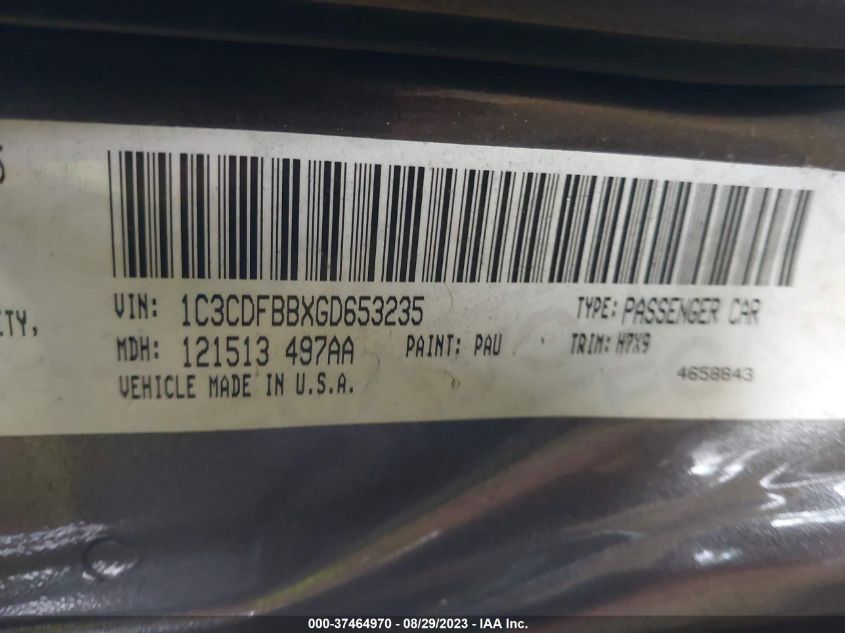 ITY,
VIN: 1C3CDFBBXGD653235 TYPE: PASSENGER CAR
MDH: 121513 497AA PAINT: PAU TRIM: H7X9
VEHICLE MADE IN U.S.A. 4658843
000-37464970 - 08/29/2023 - IAA Inc.